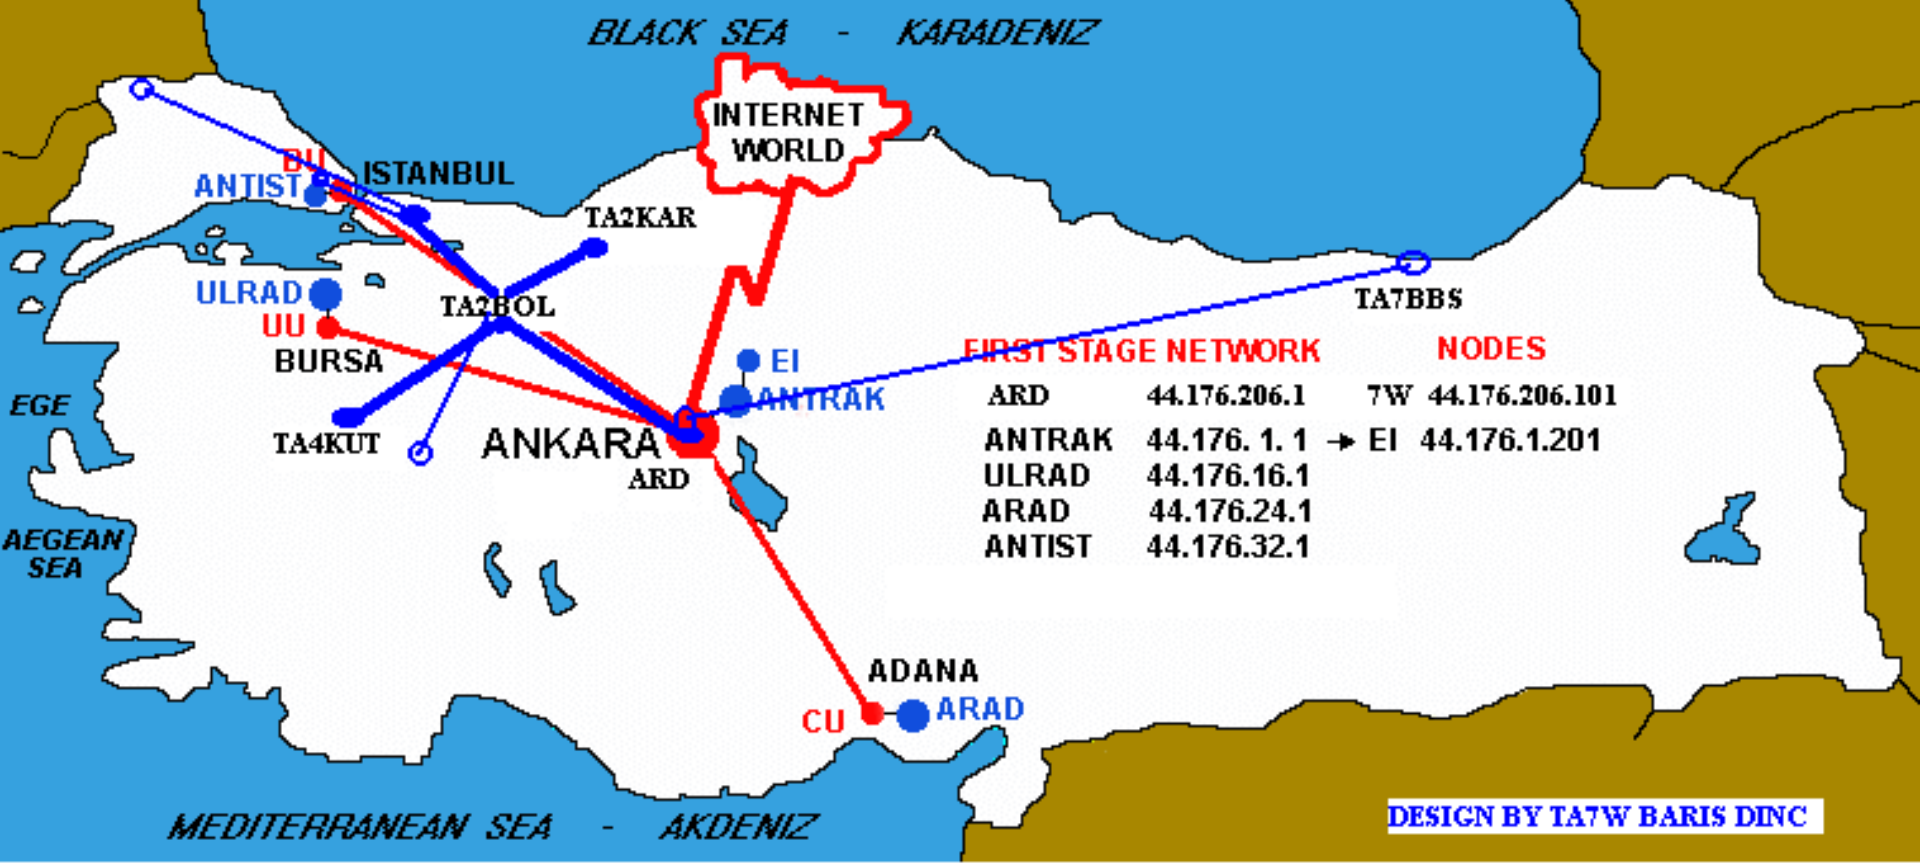 BLACK SEA - KARADENIZ
INTERNET
WORLD
BU
ISTANBUL
ANTIST
TA2KAR
ULRAD
TA2BOL
UU
BURSA
TA7BBS
EI
FIRST STAGE NETWORK NODES
ARD 44.176.206.1 7W 44.176.206.101
ANTRAK
EGE
TA4KUT
ANKARA
ARD
ANTRAK 44.176. 1. 1 → EI 44.176.1.201
ULRAD 44.176.16.1
ARAD 44.176.24.1
ANTIST 44.176.32.1
AEGEAN
SEA
ADANA
CU
ARAD
MEDITERRANEAN SEA - AKDENIZ
DESIGN BY TA7W BARIS DINC